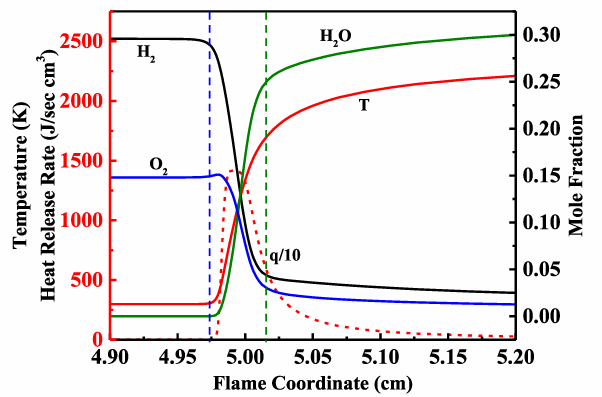 H2O
H2
T
O2
q/10
2500
2000
1500
1000
500
0
0.30
0.25
0.20
0.15
0.10
0.05
0.00
4.90 4.95 5.00 5.05 5.10 5.15 5.20
Flame Coordinate (cm)
Temperature (K)
Heat Release Rate (J/sec cm³)
Mole Fraction